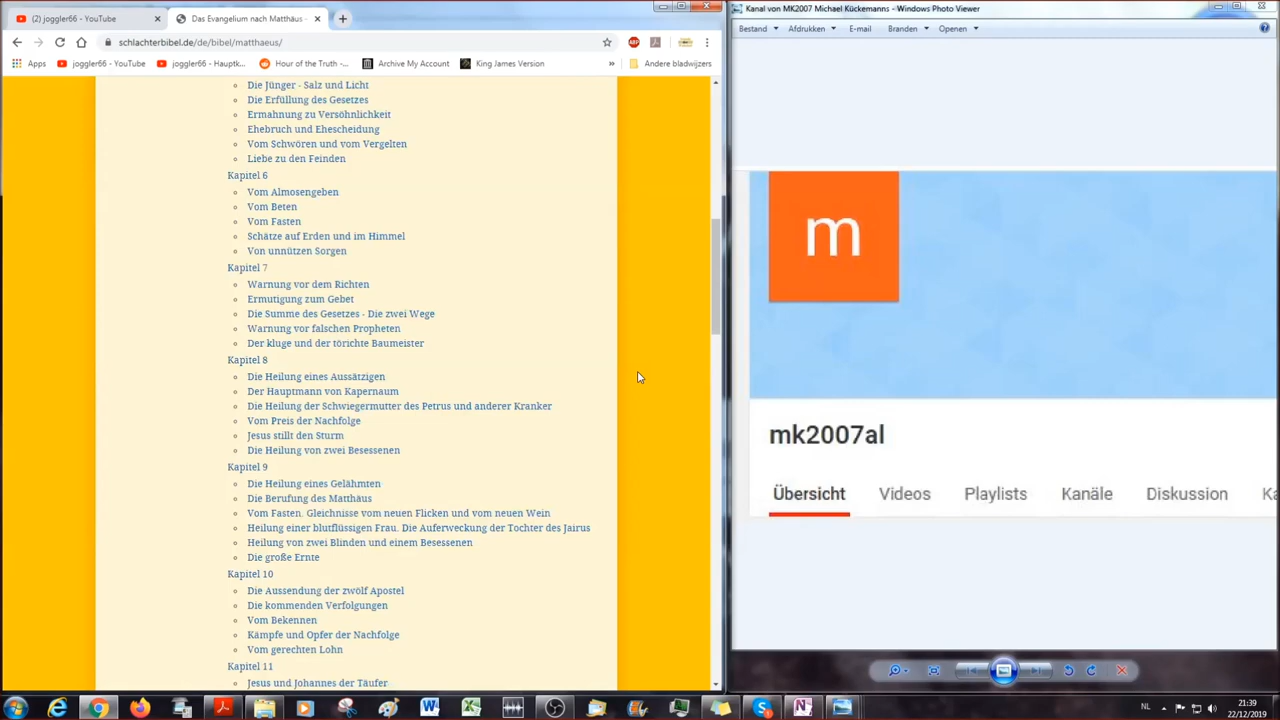 (2) joggler66 - YouTube
Das Evangelium nach Matthäus -
schlachterbibel.de/de/bibel/matthaeus/
ABP
Apps joggler66 - YouTube joggler66 - Hauptk... Hour of the Truth -... Archive My Account King James Version » Andere bladwijzers
Die Jünger - Salz und Licht
Die Erfüllung des Gesetzes
Ermahnung zu Versöhnlichkeit
Ehebruch und Ehescheidung
Vom Schwören und vom Vergelten
Liebe zu den Feinden
Kapitel 6
Vom Almosengeben
Vom Beten
Vom Fasten
Schätze auf Erden und im Himmel
Von unnützen Sorgen
Kapitel 7
Warnung vor dem Richten
Ermutigung zum Gebet
Die Summe des Gesetzes - Die zwei Wege
Warnung vor falschen Propheten
Der kluge und der törichte Baumeister
Kapitel 8
Die Heilung eines Aussätzigen
Der Hauptmann von Kapernaum
Die Heilung der Schwiegermutter des Petrus und anderer Kranker
Vom Preis der Nachfolge
Jesus stillt den Sturm
Die Heilung von zwei Besessenen
Kapitel 9
Die Heilung eines Gelähmten
Die Berufung des Matthäus
Vom Fasten. Gleichnisse vom neuen Flicken und vom neuen Wein
Heilung einer blutflüssigen Frau. Die Auferweckung der Tochter des Jairus
Heilung von zwei Blinden und einem Besessenen
Die große Ernte
Kapitel 10
Die Aussendung der zwölf Apostel
Die kommenden Verfolgungen
Vom Bekennen
Kämpfe und Opfer der Nachfolge
Vom gerechten Lohn
Kapitel 11
Jesus und Johannes der Täufer
Kanal von MK2007 Michael Kückemanns - Windows Photo Viewer
Bestand Afdrukken E-mail Branden Openen
m
mk2007al
Übersicht Videos Playlists Kanäle Diskussion Ka
NL
21:39
22/12/2019